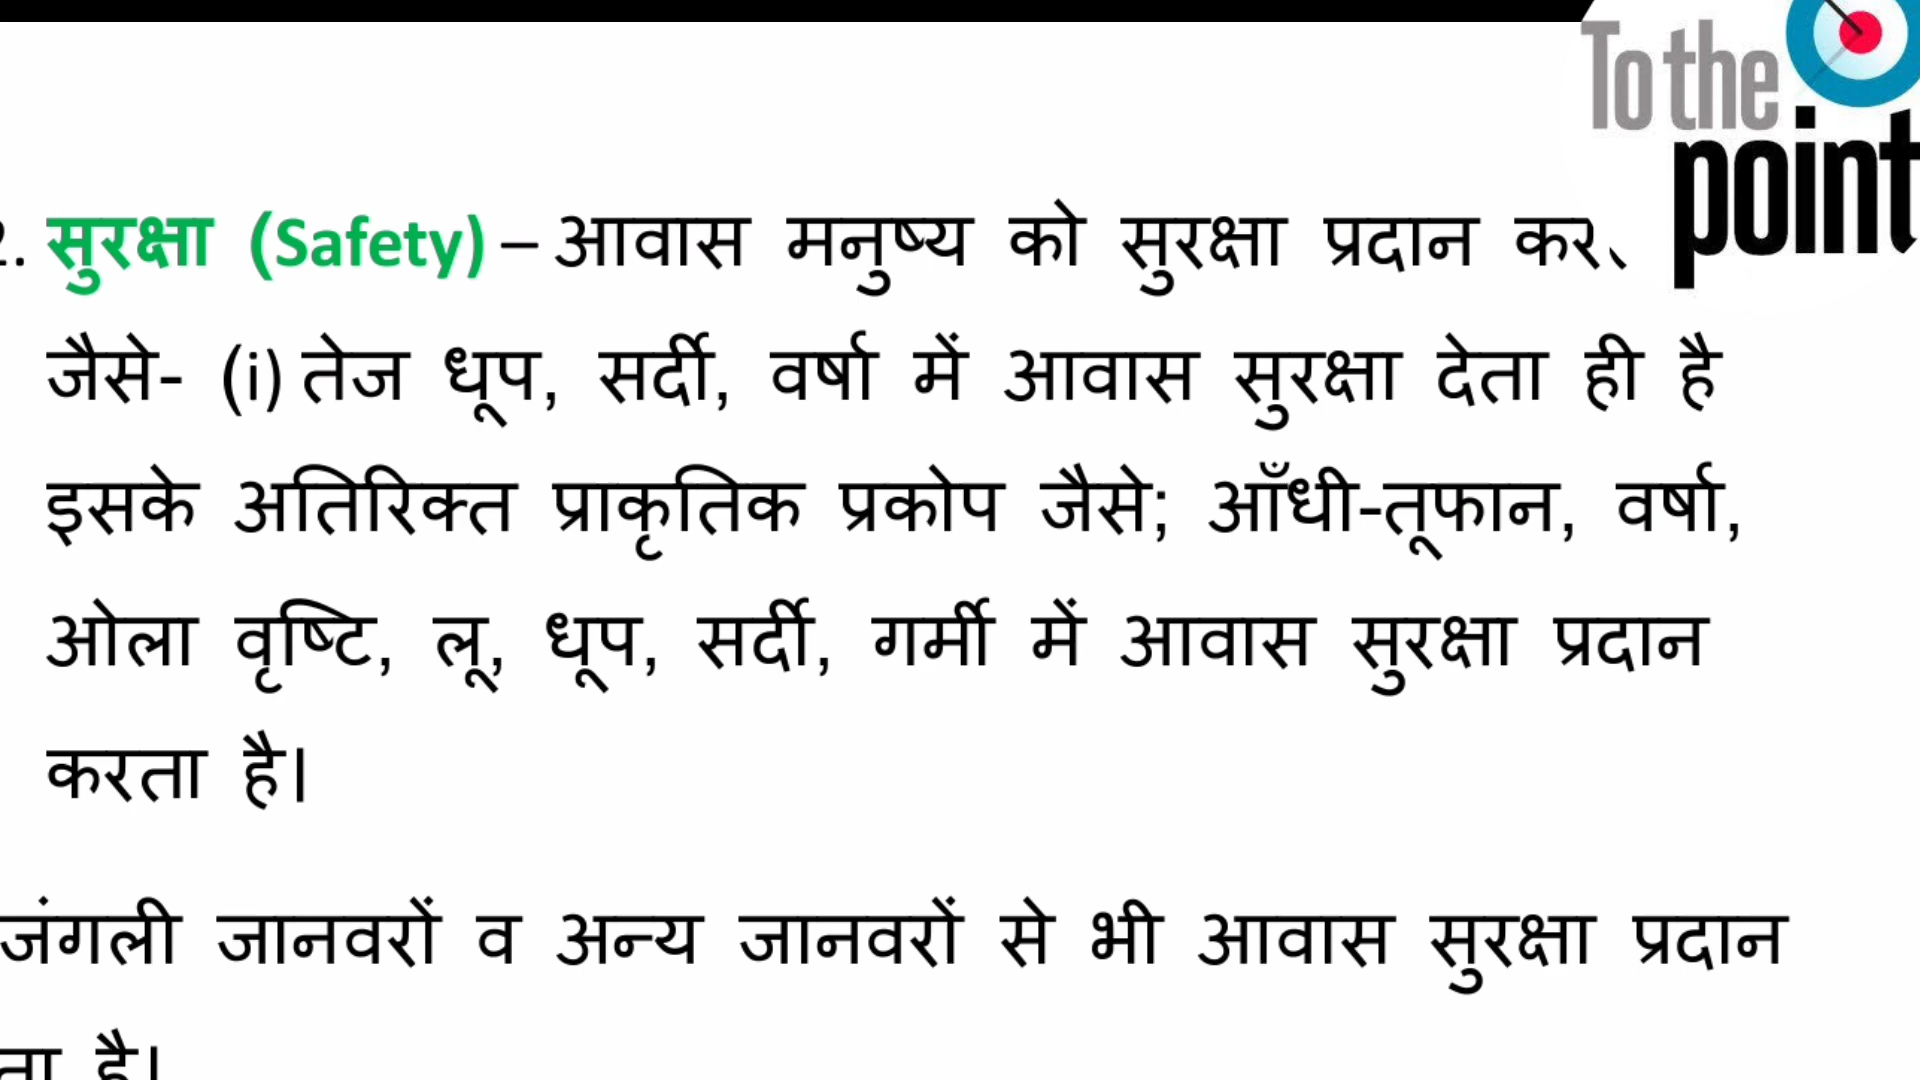 To the
point
2. सुरक्षा (Safety) – आवास मनुष्य को सुरक्षा प्रदान
जैसे- (i) तेज धूप, सर्दी, वर्षा में आवास सुरक्षा देता ही है
इसके अतिरिक्त प्राकृतिक प्रकोप जैसे; आँधी-तूफान, वर्षा,
ओला वृष्टि, लू, धूप, सर्दी, गर्मी में आवास सुरक्षा प्रदान
करता है।
जंगली जानवरों व अन्य जानवरों से भी आवास सुरक्षा प्रदान
ता है।